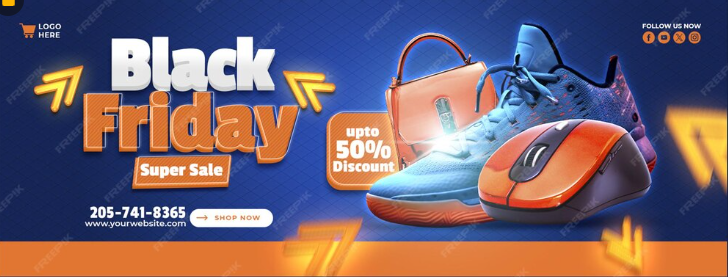 LOGO
HERE
FOLLOW US NOW
Black
Friday
Super Sale
upto
50%
Discount
205-741-8365
www.yourwebsite.com
SHOP NOW
FREEPIK